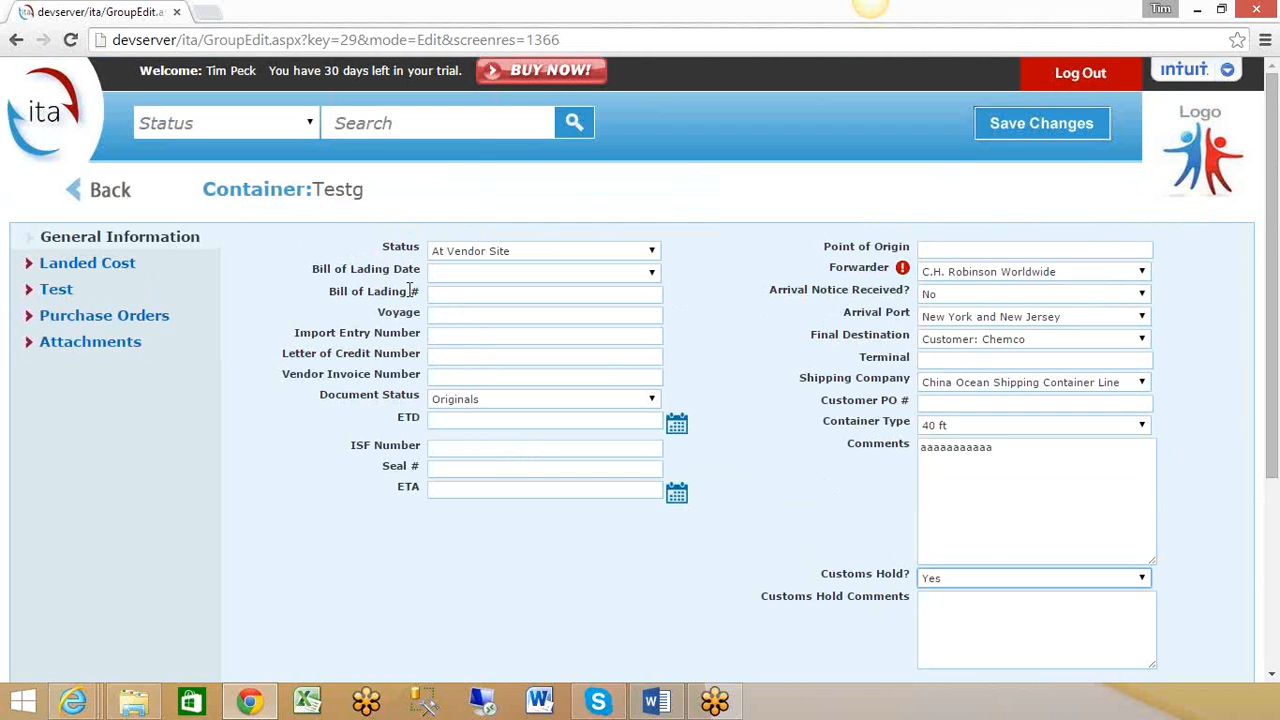 devserver/ita/GroupEdit.a
Tim
devserver/ita/GroupEdit.aspx?key=29&mode=Edit&screenres=1366
Welcome: Tim Peck You have 30 days left in your trial.
BUY NOW!
Log Out
intuit
ita
Status
Search
Save Changes
Logo
Back
Container:Testg
General Information
Landed Cost
Test
Purchase Orders
Attachments
Status At Vendor Site
Bill of Lading Date
Bill of Lading #
Voyage
Import Entry Number
Letter of Credit Number
Vendor Invoice Number
Document Status Originals
ETD
ISF Number
Seal #
ETA
Point of Origin
Forwarder ! C.H. Robinson Worldwide
Arrival Notice Received? No
Arrival Port New York and New Jersey
Final Destination Customer: Chemco
Terminal
Shipping Company China Ocean Shipping Container Line
Customer PO #
Container Type 40 ft
Comments aaaaaaaaaaa
Customs Hold? Yes
Customs Hold Comments